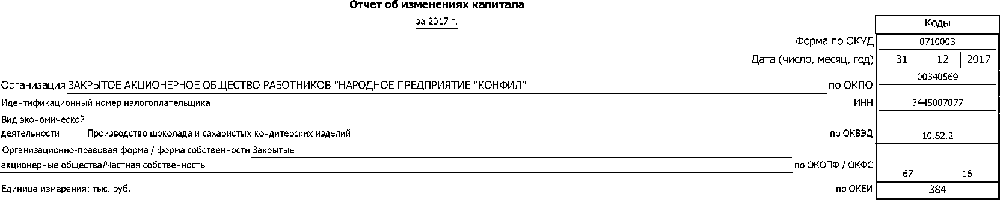 Отчет об изменениях капитала
за 2017 г.
Коды
Форма по ОКУД 0710003
Дата (число, месяц, год) 31 12 2017
Организация ЗАКРЫТОЕ АКЦИОНЕРНОЕ ОБЩЕСТВО РАБОТНИКОВ "НАРОДНОЕ ПРЕДПРИЯТИЕ "КОНФИЛ" по ОКПО 00340569
Идентификационный номер налогоплательщика ИНН 3445007077
Вид экономической
деятельности Производство шоколада и сахаристых кондитерских изделий по ОКВЭД 10.82.2
Организационно-правовая форма / форма собственности Закрытые
акционерные общества/Частная собственность по ОКОПФ / ОКФС 67 16
Единица измерения: тыс. руб. по ОКЕИ 384